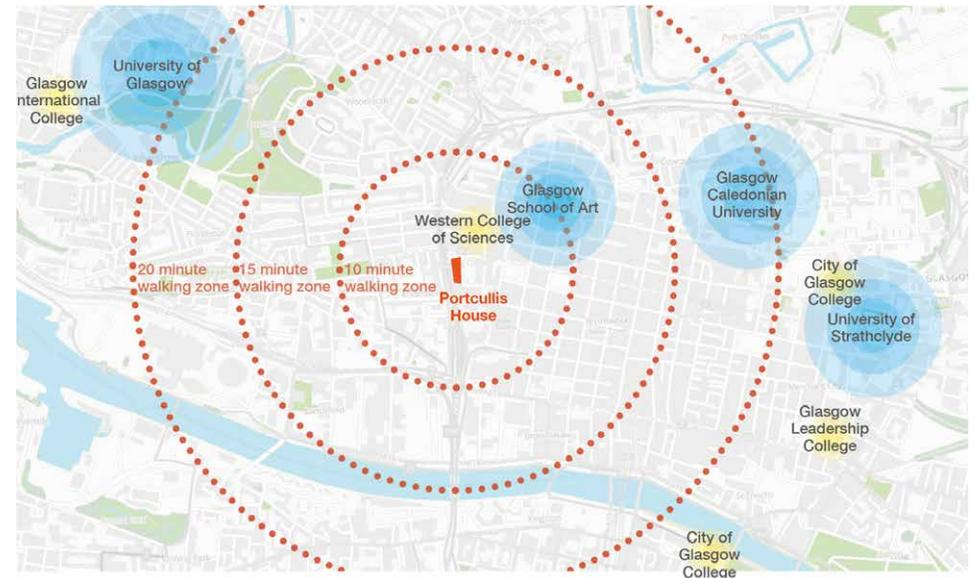 University of
Glasgow
Glasgow
nternational
College
Glasgow
School of Art
Glasgow
Caledonian
University
Western College
of Sciences
20 minute
walking zone
15 minute
walking zone
10 minute
walking zone
Portcullis
House
City of
Glasgow
College
University of
Strathclyde
Glasgow
Leadership
College
City of
Glasgow
College